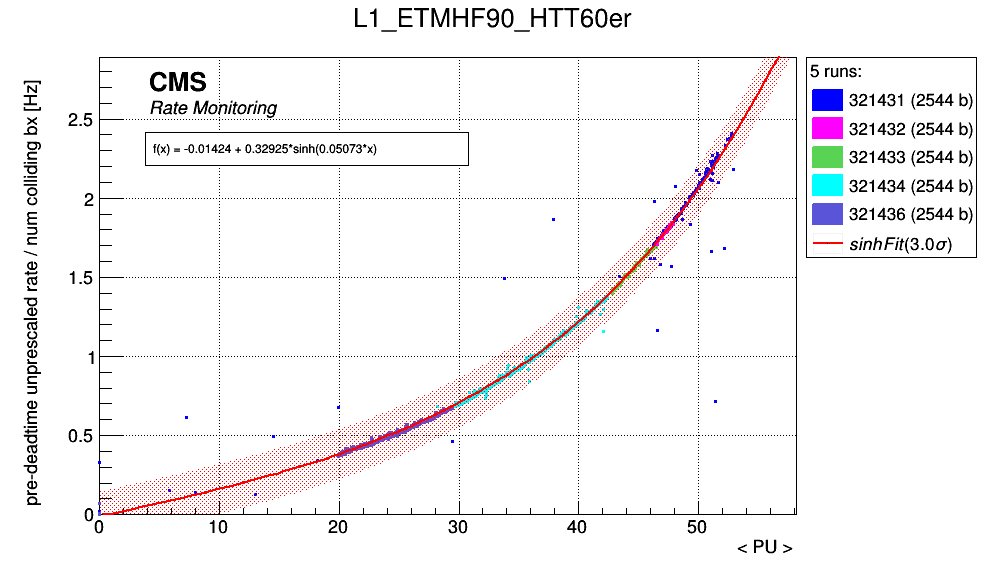 L1_ETMHF90_HTT60er
pre-deadtime unprescaled rate / num colliding bx [Hz]
CMS
Rate Monitoring
f(x) = -0.01424 + 0.32925*sinh(0.05073*x)
2.5
2
1.5
1
0.5
0
0 10 20 30 40 50
< PU >
5 runs:
321431 (2544 b)
321432 (2544 b)
321433 (2544 b)
321434 (2544 b)
321436 (2544 b)
sinhFit(3.0σ)